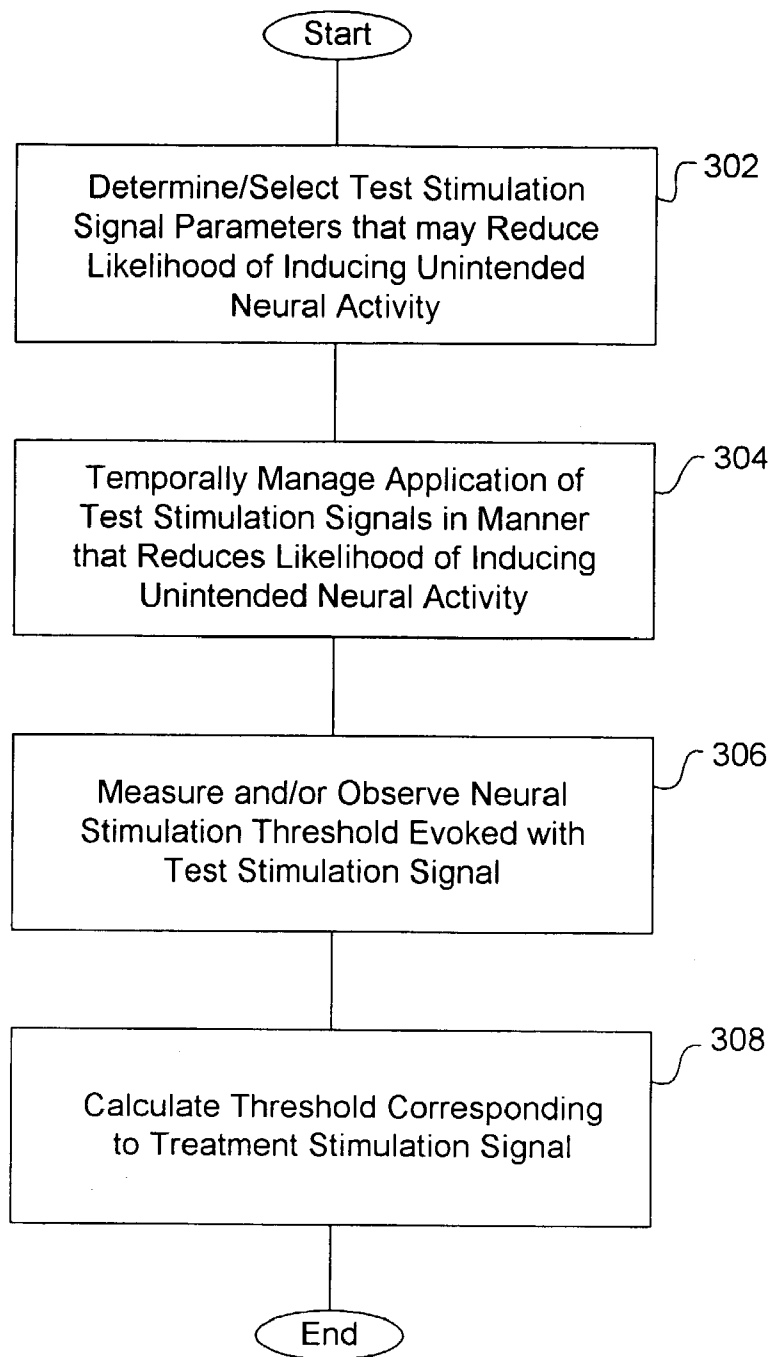 Start
302
Determine/Select Test Stimulation
Signal Parameters that may Reduce
Likelihood of Inducing Unintended
Neural Activity
304
Temporally Manage Application of
Test Stimulation Signals in Manner
that Reduces Likelihood of Inducing
Unintended Neural Activity
306
Measure and/or Observe Neural
Stimulation Threshold Evoked with
Test Stimulation Signal
308
Calculate Threshold Corresponding
to Treatment Stimulation Signal
End